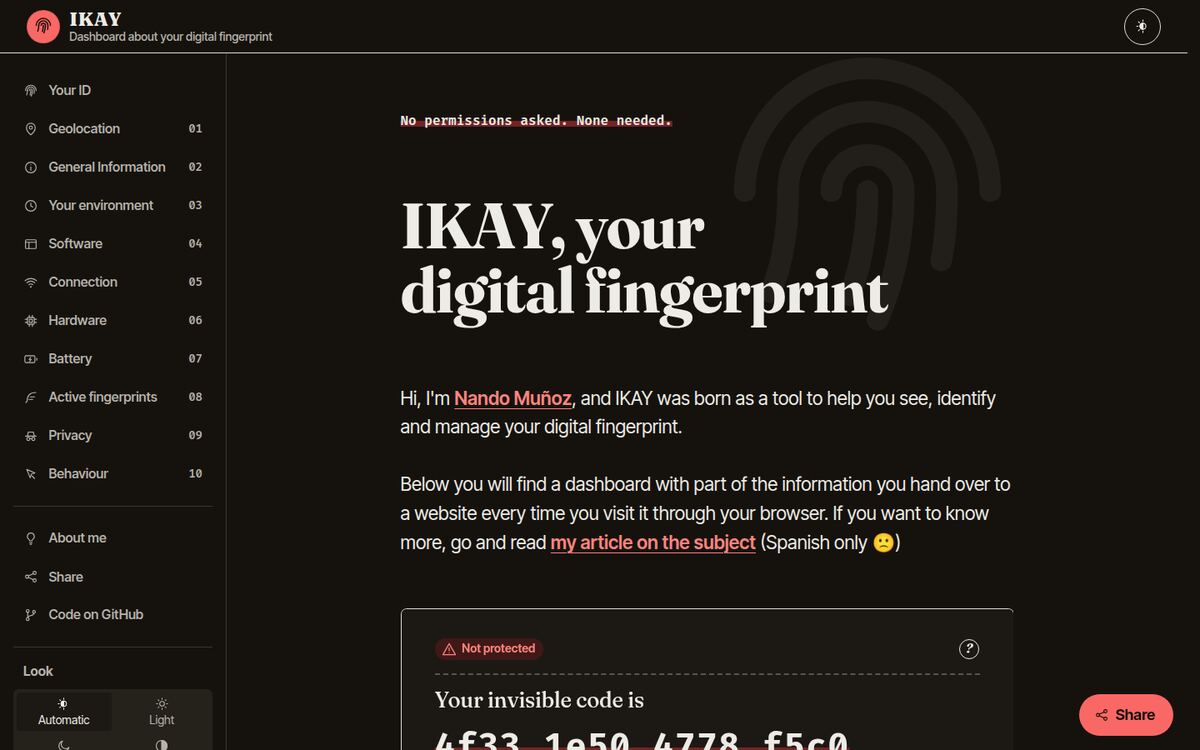 IKAY
Dashboard about your digital fingerprint
Your ID
Geolocation 01
General Information 02
Your environment 03
Software 04
Connection 05
Hardware 06
Battery 07
Active fingerprints 08
Privacy 09
Behaviour 10
About me
Share
Code on GitHub
Look
Automatic
Light
No permissions asked. None needed.
IKAY, your
digital fingerprint
Hi, I'm Nando Muñoz, and IKAY was born as a tool to help you see, identify
and manage your digital fingerprint.
Below you will find a dashboard with part of the information you hand over to
a website every time you visit it through your browser. If you want to know
more, go and read my article on the subject (Spanish only 🙁)
Not protected
?
Your invisible code is
4f33 1e50 4778 f5c0
Share